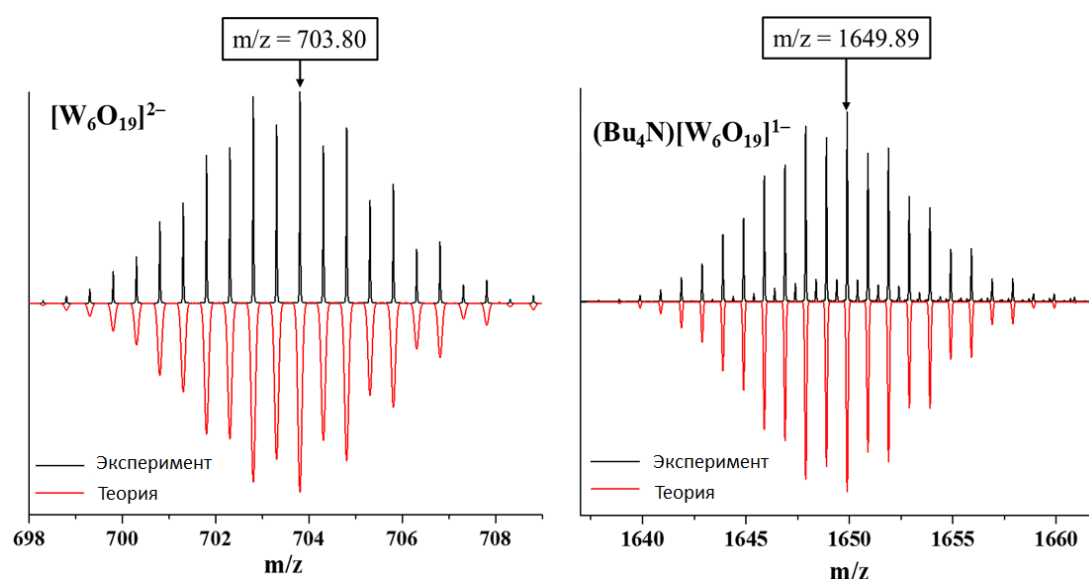 m/z = 703.80
[W₆O₁₉]²⁻
Эксперимент
Теория
698 700 702 704 706 708
m/z
m/z = 1649.89
(Bu₄N)[W₆O₁₉]¹⁻
Эксперимент
Теория
1640 1645 1650 1655 1660
m/z